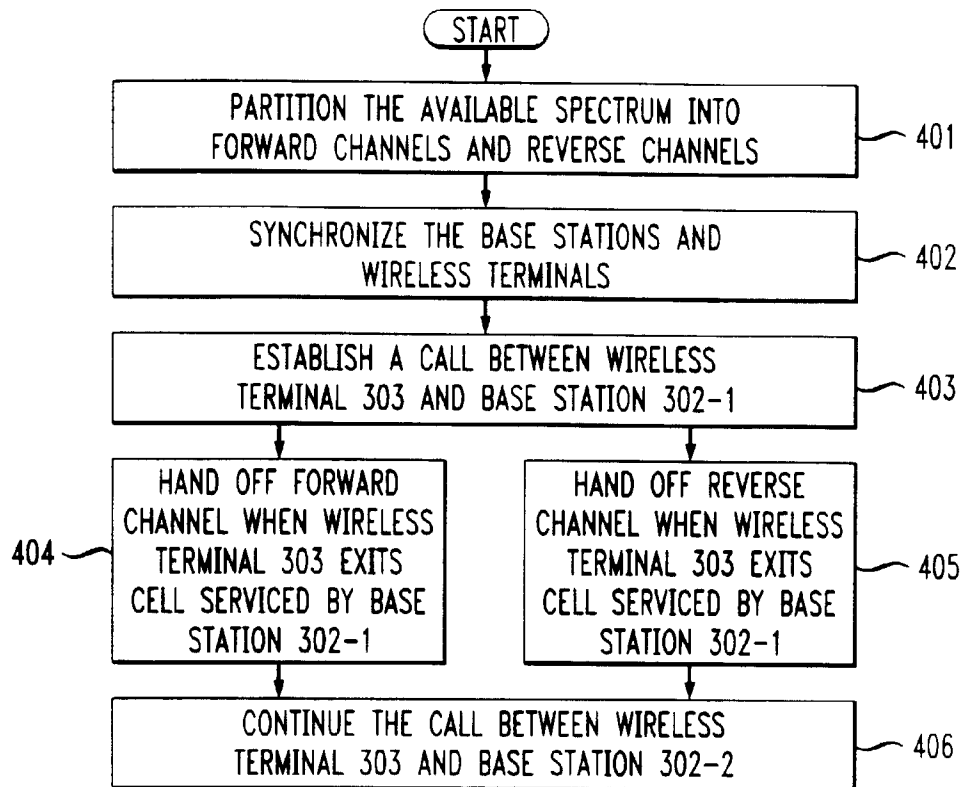 START
PARTITION THE AVAILABLE SPECTRUM INTO
FORWARD CHANNELS AND REVERSE CHANNELS
401
SYNCHRONIZE THE BASE STATIONS AND
WIRELESS TERMINALS
402
ESTABLISH A CALL BETWEEN WIRELESS
TERMINAL 303 AND BASE STATION 302-1
403
404
HAND OFF FORWARD
CHANNEL WHEN WIRELESS
TERMINAL 303 EXITS
CELL SERVICED BY BASE
STATION 302-1
HAND OFF REVERSE
CHANNEL WHEN WIRELESS
TERMINAL 303 EXITS
CELL SERVICED BY BASE
STATION 302-1
405
CONTINUE THE CALL BETWEEN WIRELESS
TERMINAL 303 AND BASE STATION 302-2
406